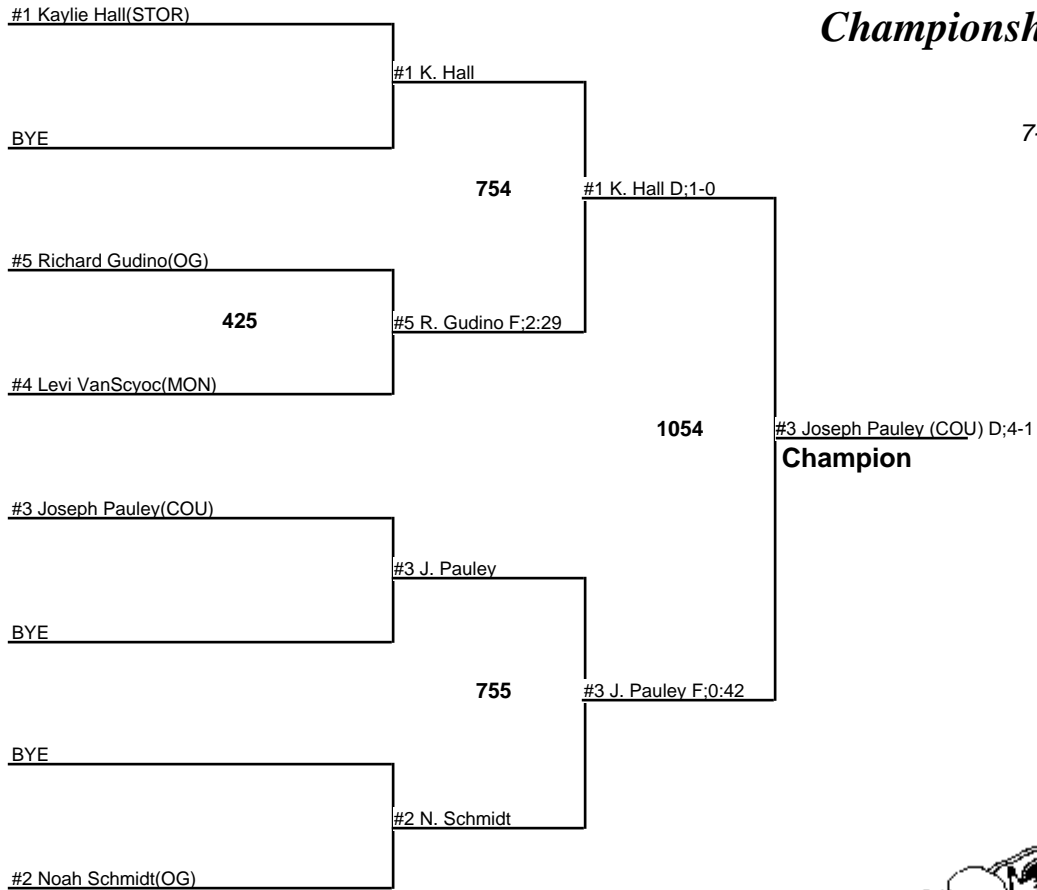 #1 Kaylie Hall(STOR)
Championsh
#1 K. Hall
BYE
7-
754
#1 K. Hall D;1-0
#5 Richard Gudino(OG)
425
#5 R. Gudino F;2:29
#4 Levi VanScyoc(MON)
1054
#3 Joseph Pauley (COU) D;4-1
Champion
#3 Joseph Pauley(COU)
#3 J. Pauley
BYE
755
#3 J. Pauley F;0:42
BYE
#2 N. Schmidt
#2 Noah Schmidt(OG)